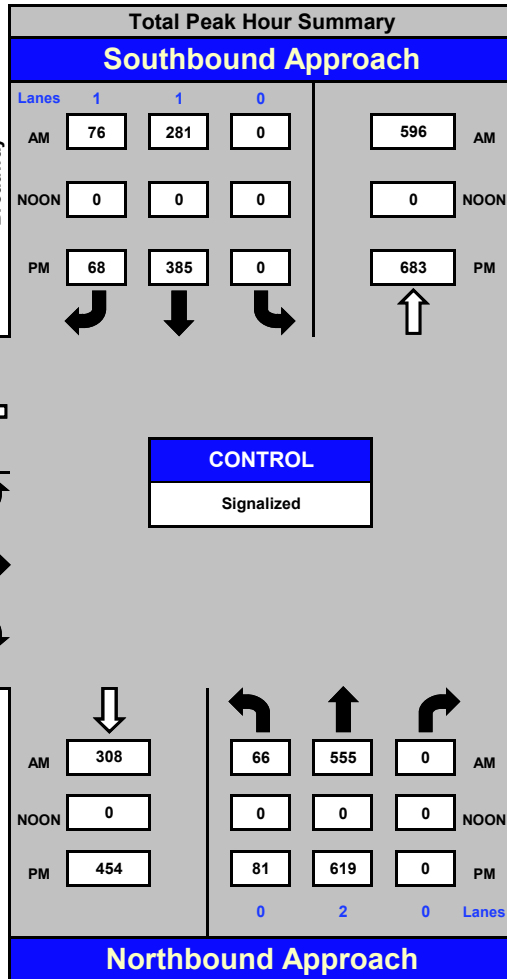 Total Peak Hour Summary
Southbound Approach
Lanes 1 1 0
AM 76 281 0 596 AM
NOON 0 0 0 0 NOON
PM 68 385 0 683 PM
CONTROL
Signalized
AM 308 66 555 0 AM
NOON 0 0 0 0 NOON
PM 454 81 619 0 PM
0 2 0 Lanes
Northbound Approach